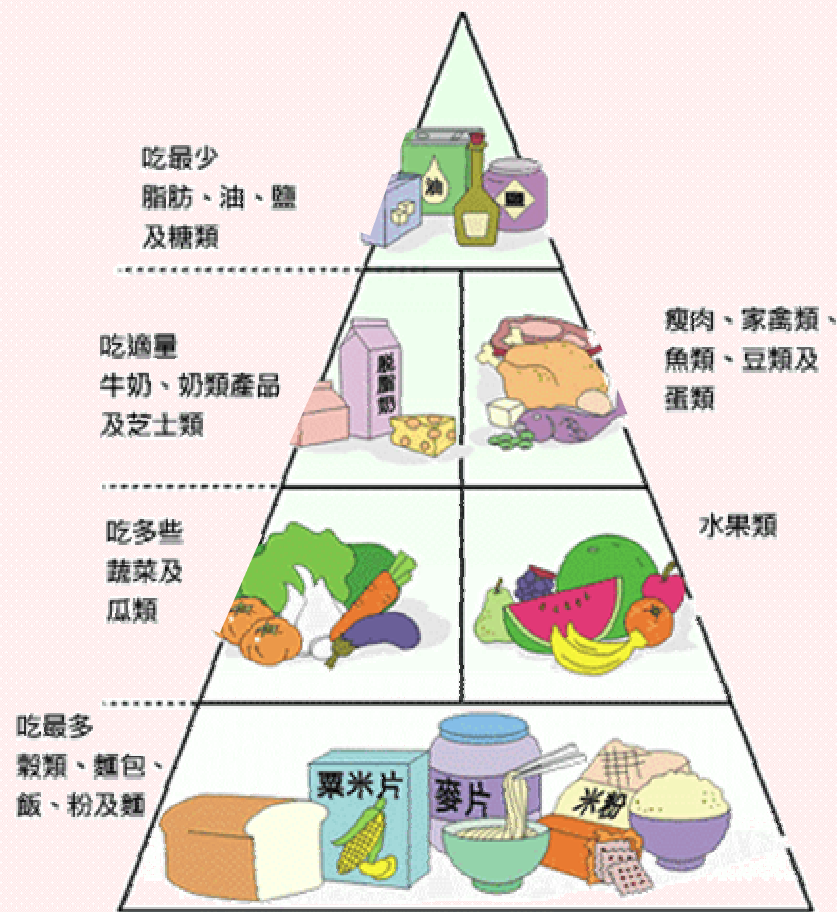 吃最少
脂肪、油、鹽
及糖類
油
鹽
吃適量
牛奶、奶類產品
及芝士類
脫脂奶
瘦肉、家禽類、
魚類、豆類及
蛋類
吃多些
蔬菜及
瓜類
水果類
吃最多
穀類、麵包、
飯、粉及麵
粟米片
麥片
米粉